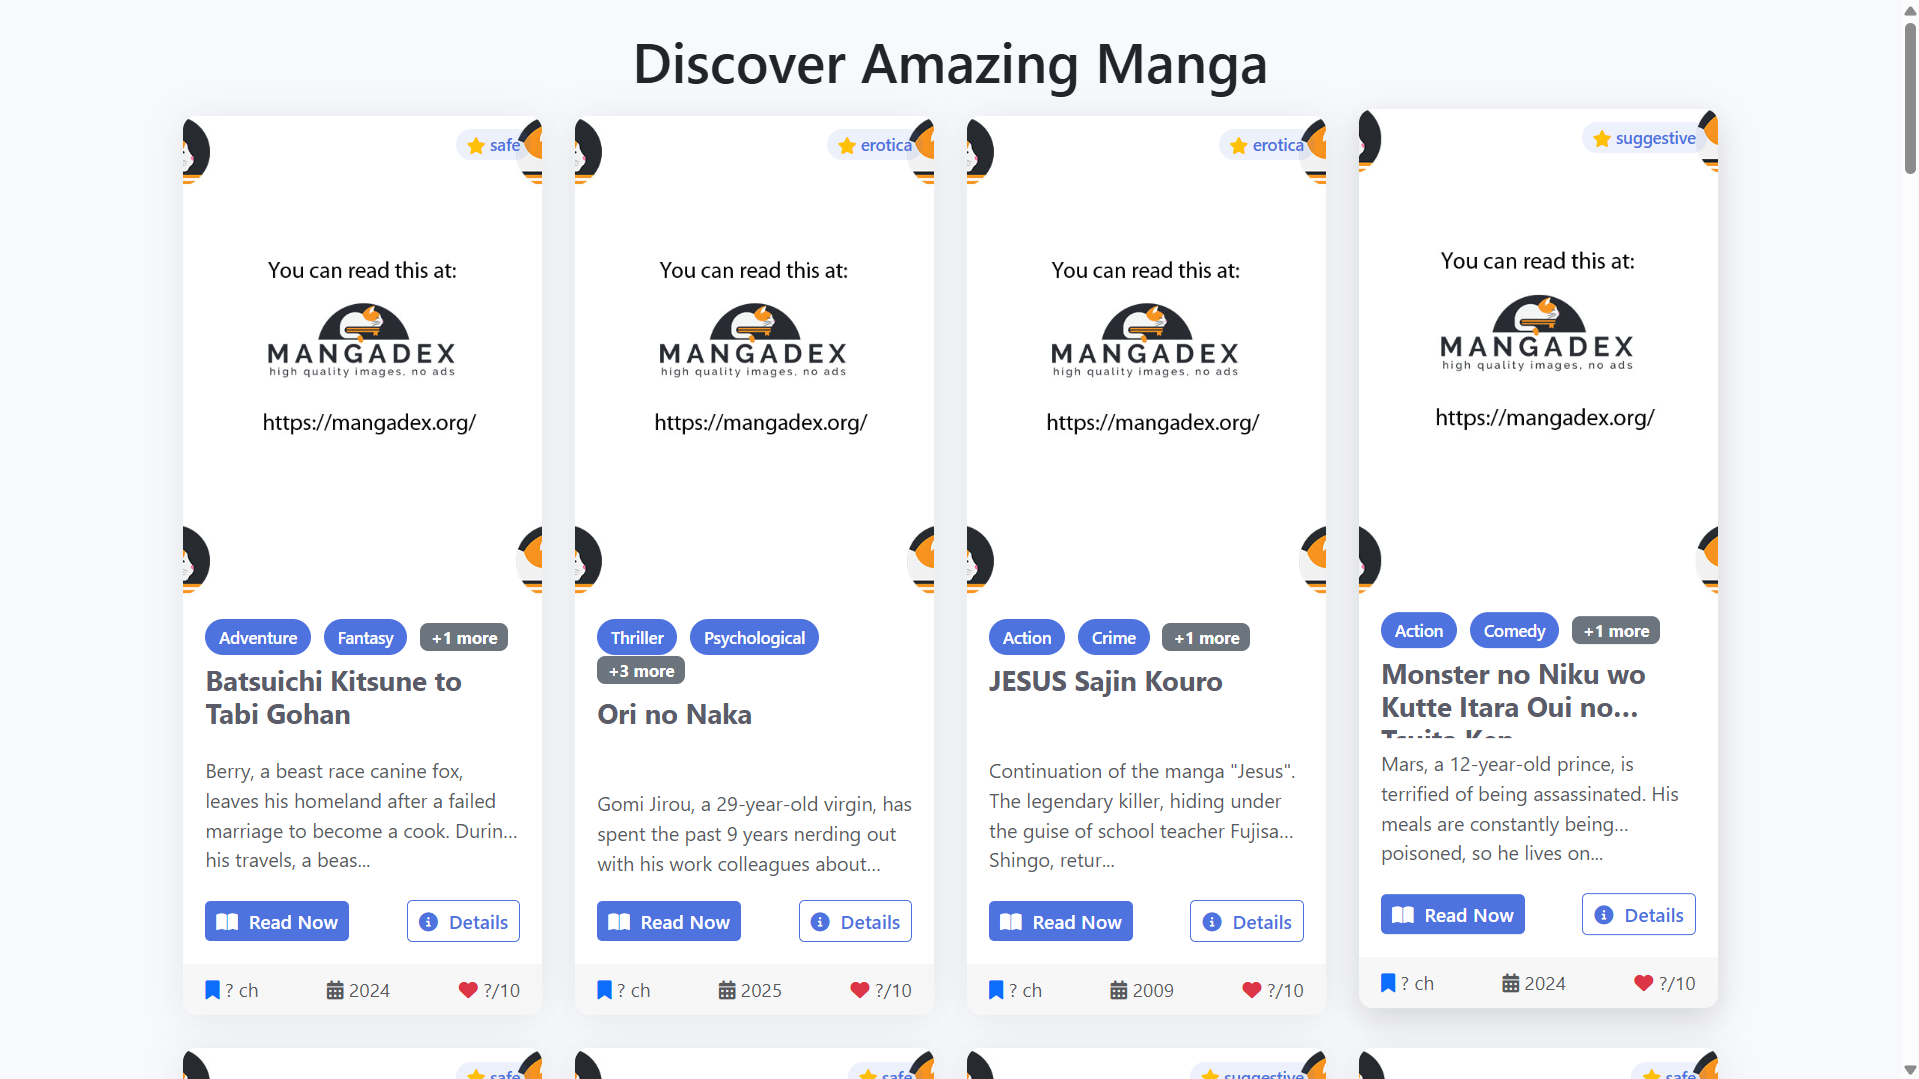 Discover Amazing Manga
safe
You can read this at:
MANGADEX
high quality images, no ads
https://mangadex.org/
Adventure
Fantasy
+1 more
Batsuichi Kitsune to
Tabi Gohan
Berry, a beast race canine fox,
leaves his homeland after a failed
marriage to become a cook. Durin...
his travels, a beas...
Read Now
Details
? ch
2024
?/10
erotica
You can read this at:
MANGADEX
high quality images, no ads
https://mangadex.org/
Thriller
Psychological
+3 more
Ori no Naka
Gomi Jirou, a 29-year-old virgin, has
spent the past 9 years nerding out
with his work colleagues about...
Read Now
Details
? ch
2025
?/10
erotica
You can read this at:
MANGADEX
high quality images, no ads
https://mangadex.org/
Action
Crime
+1 more
JESUS Sajin Kouro
Continuation of the manga "Jesus".
The legendary killer, hiding under
the guise of school teacher Fujisa...
Shingo, retur...
Read Now
Details
? ch
2009
?/10
suggestive
You can read this at:
MANGADEX
high quality images, no ads
https://mangadex.org/
Action
Comedy
+1 more
Monster no Niku wo
Kutte Itara Oui no...
Tsuita Ken
Mars, a 12-year-old prince, is
terrified of being assassinated. His
meals are constantly being...
poisoned, so he lives on...
Read Now
Details
? ch
2024
?/10
safe
safe
suggestive
safe